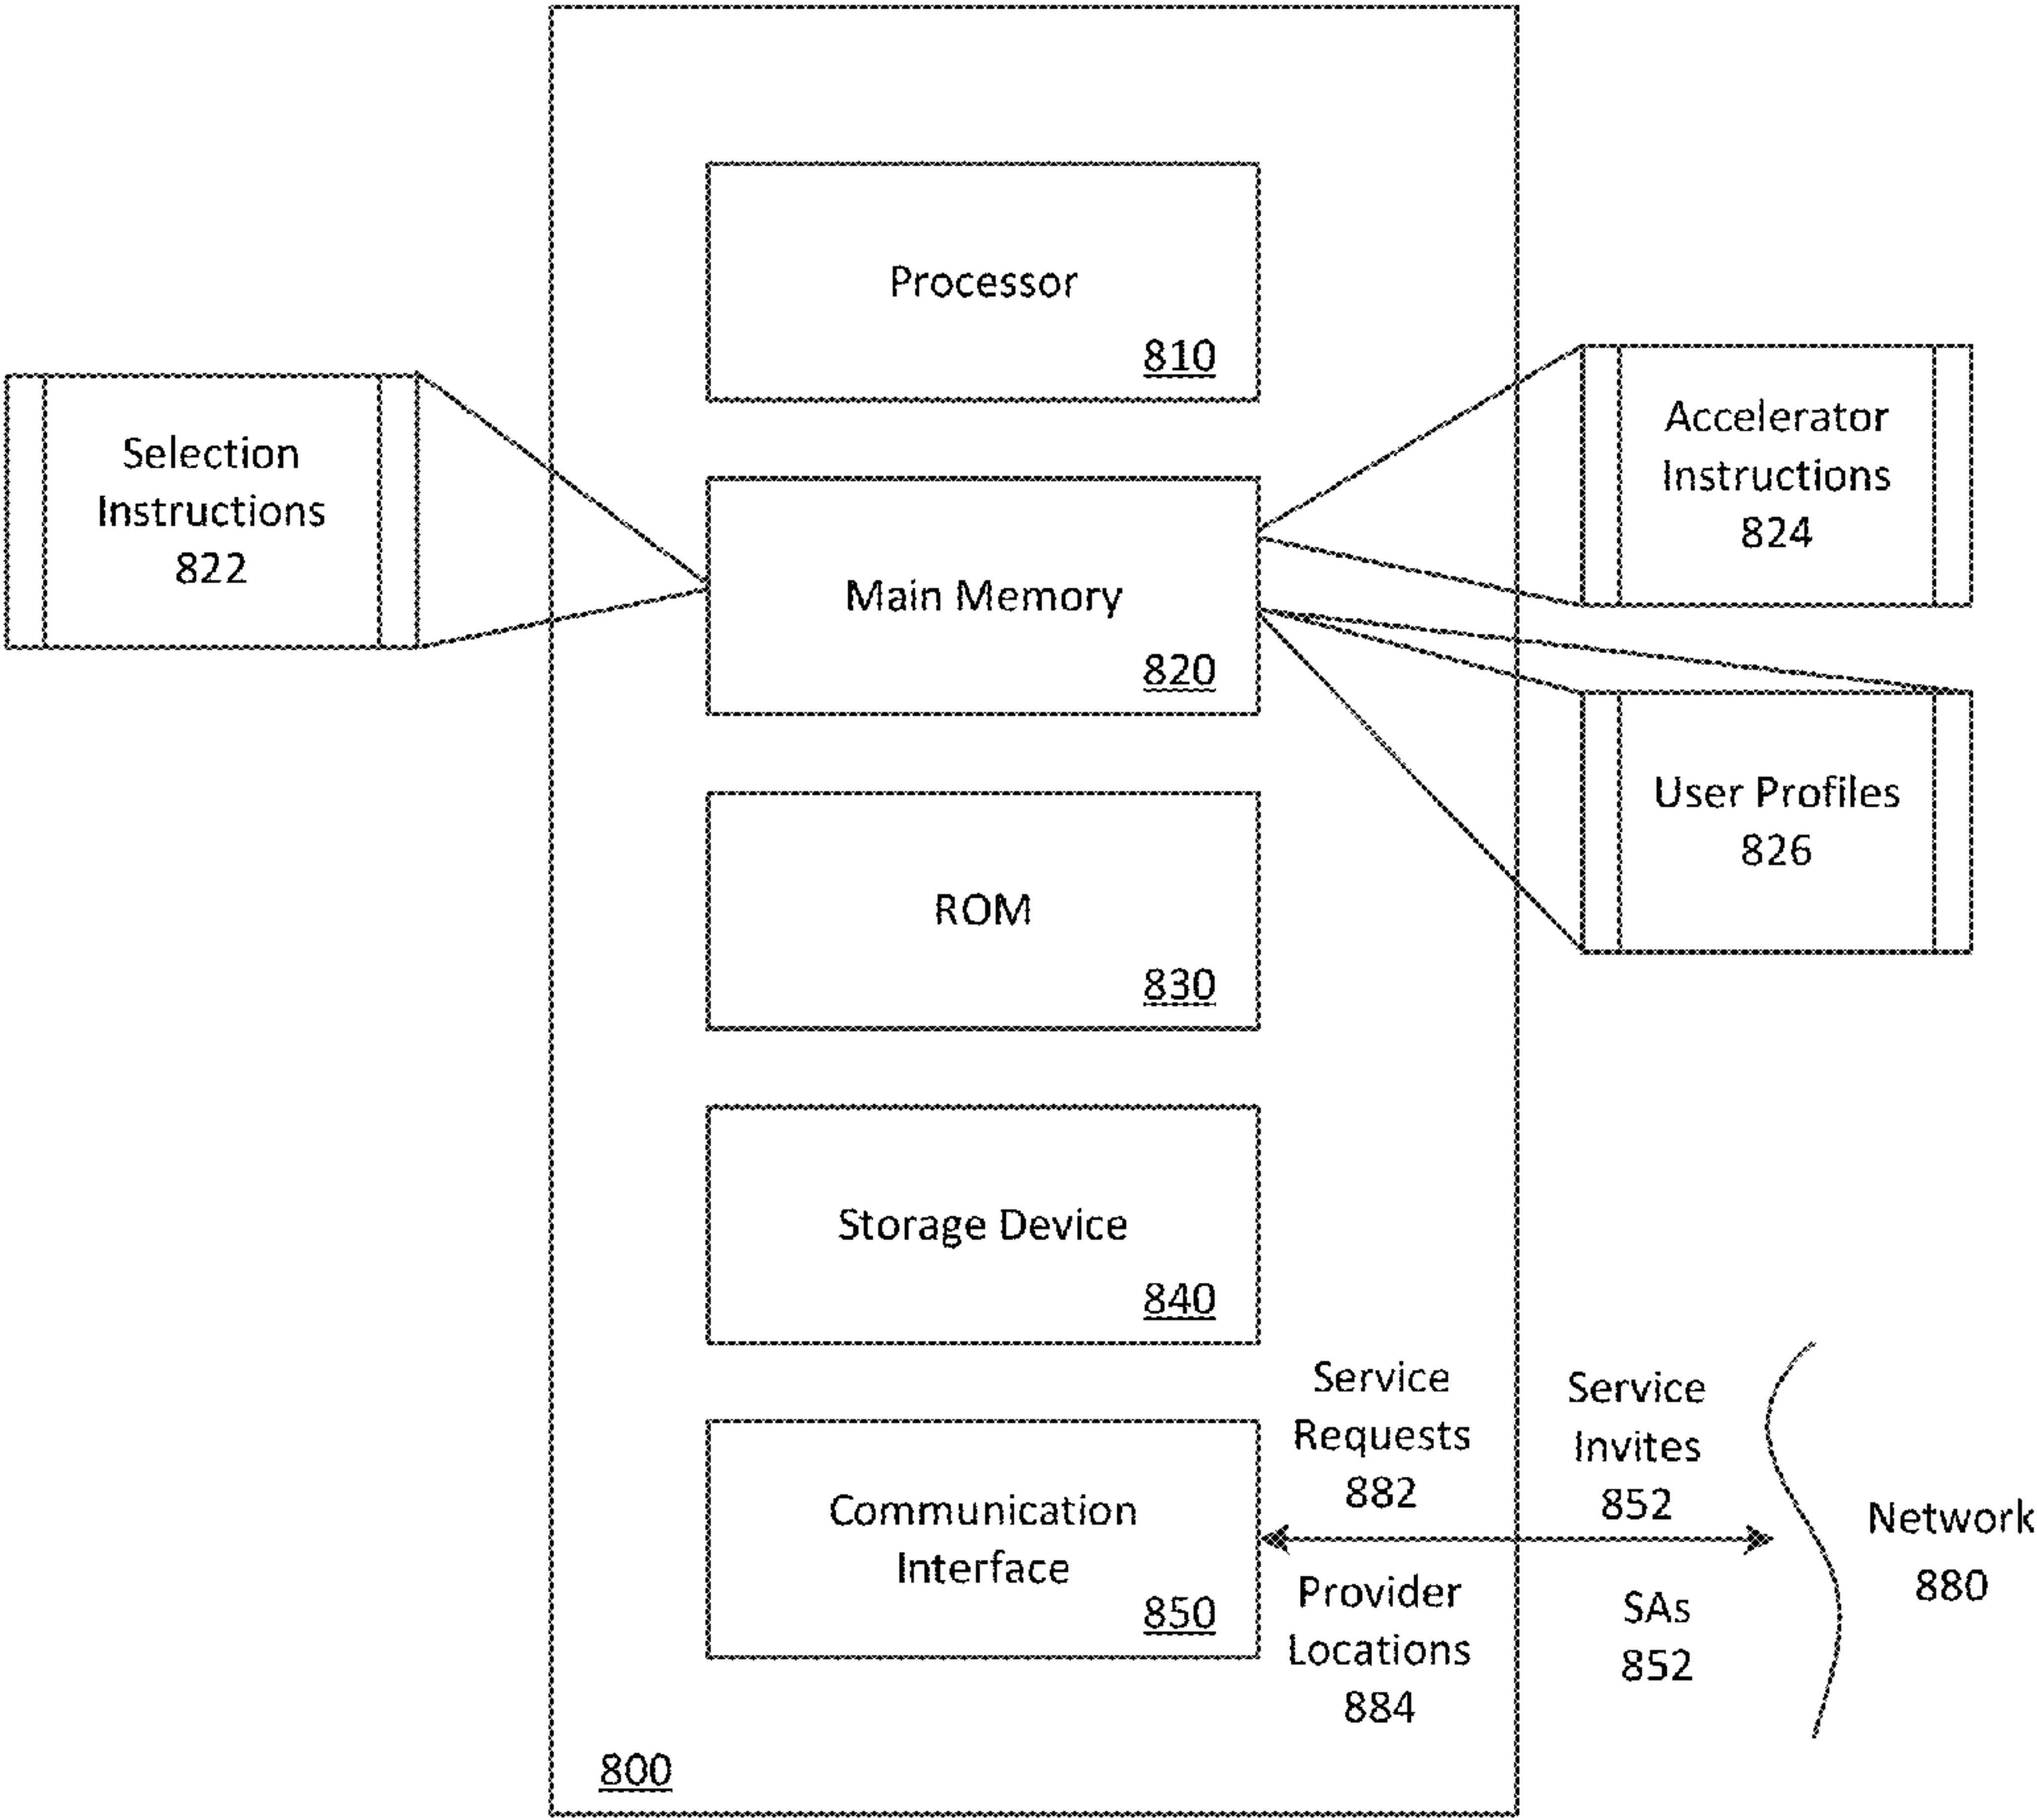 Processor
810
Selection
Instructions
822
Accelerator
Instructions
824
Main Memory
820
User Profiles
826
ROM
830
Storage Device
840
Communication
Interface
850
Service
Requests
882
Provider
Locations
884
Service
Invites
852
SAs
852
Network
880
800